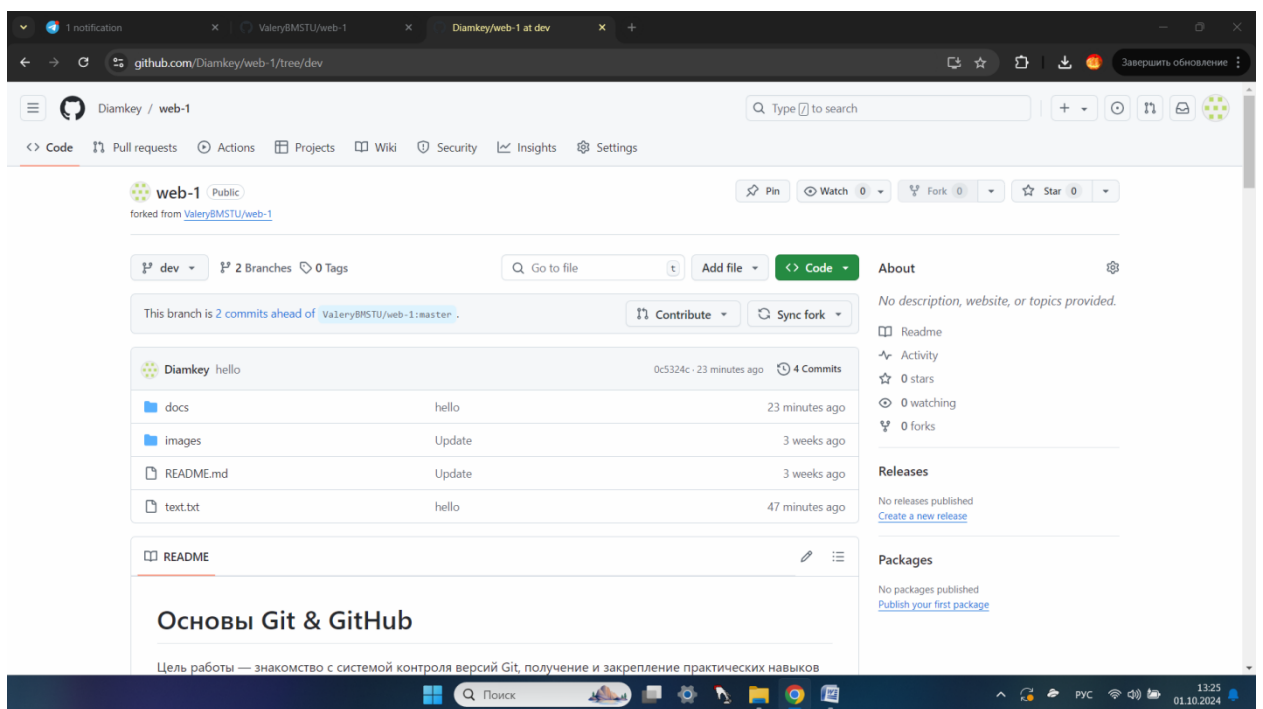 1 notification
ValeryBMSTU/web-1
Diamkey/web-1 at dev
github.com/Diamkey/web-1/tree/dev
Завершить обновление
Diamkey / web-1
Type / to search
<> Code Pull requests Actions Projects Wiki Security Insights Settings
web-1 Public
Pin Watch 0 Fork 0 Star 0
forked from ValeryBMSTU/web-1
dev 2 Branches 0 Tags
Go to file t
Add file <> Code
This branch is 2 commits ahead of ValeryBMSTU/web-1:master .
Contribute Sync fork
Diamkey hello 0c5324c · 23 minutes ago 4 Commits
docs hello 23 minutes ago
images Update 3 weeks ago
README.md Update 3 weeks ago
text.txt hello 47 minutes ago
README
Основы Git & GitHub
Цель работы — знакомство с системой контроля версий Git, получение и закрепление практических навыков
About
No description, website, or topics provided.
Readme
Activity
0 stars
0 watching
0 forks
Releases
No releases published
Create a new release
Packages
No packages published
Publish your first package
Поиск
РУС
13:25
01.10.2024